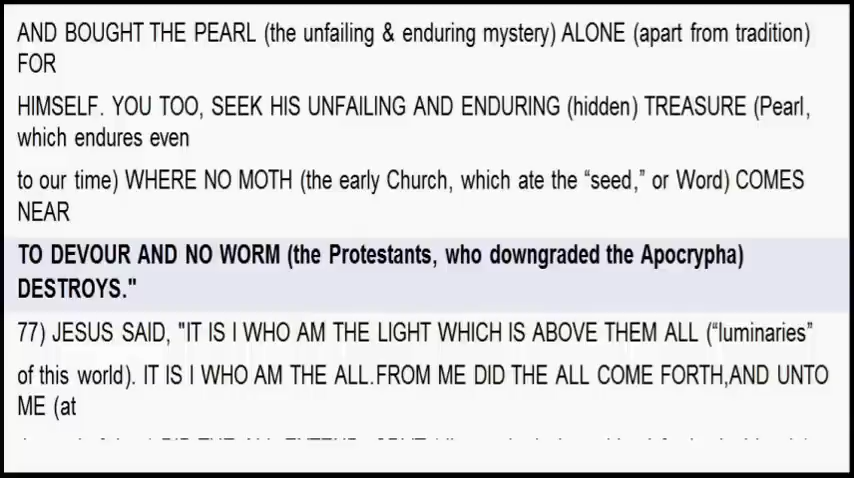 AND BOUGHT THE PEARL (the unfailing & enduring mystery) ALONE (apart from tradition)
FOR
HIMSELF. YOU TOO, SEEK HIS UNFAILING AND ENDURING (hidden) TREASURE (Pearl,
which endures even
to our time) WHERE NO MOTH (the early Church, which ate the “seed,” or Word) COMES
NEAR
TO DEVOUR AND NO WORM (the Protestants, who downgraded the Apocrypha)
DESTROYS."
77) JESUS SAID, "IT IS I WHO AM THE LIGHT WHICH IS ABOVE THEM ALL (“luminaries”
of this world). IT IS I WHO AM THE ALL.FROM ME DID THE ALL COME FORTH,AND UNTO
ME (at